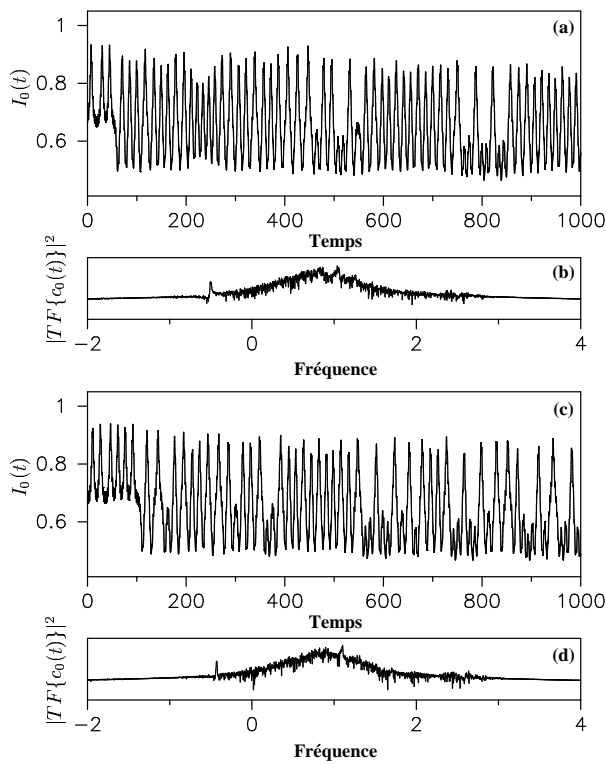 (a)
1
0.8
0.6
I₀(t)
0 200 400 600 800 1000
Temps
(b)
|TF{c₀(t)}|²
−2 0 2 4
Fréquence
(c)
1
0.8
0.6
I₀(t)
0 200 400 600 800 1000
Temps
(d)
|TF{c₀(t)}|²
−2 0 2 4
Fréquence